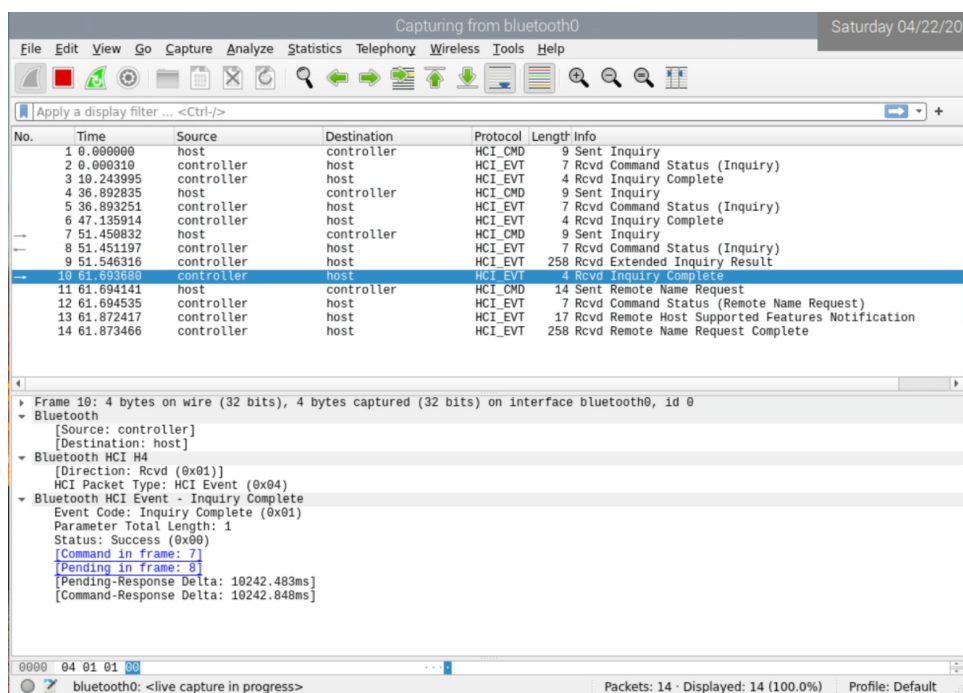 Capturing from bluetooth0
Saturday 04/22/20
File Edit View Go Capture Analyze Statistics Telephony Wireless Tools Help
Apply a display filter ... <Ctrl-/>
+
No. Time Source Destination Protocol Length Info
1 0.000000 host controller HCI_CMD 9 Sent Inquiry
2 0.000310 controller host HCI_EVT 7 Rcvd Command Status (Inquiry)
3 10.243995 controller host HCI_EVT 4 Rcvd Inquiry Complete
4 36.892835 host controller HCI_CMD 9 Sent Inquiry
5 36.893251 controller host HCI_EVT 7 Rcvd Command Status (Inquiry)
6 47.135914 controller host HCI_EVT 4 Rcvd Inquiry Complete
7 51.450832 host controller HCI_CMD 9 Sent Inquiry
8 51.451197 controller host HCI_EVT 7 Rcvd Command Status (Inquiry)
9 51.546316 controller host HCI_EVT 258 Rcvd Extended Inquiry Result
10 61.693680 controller host HCI_EVT 4 Rcvd Inquiry Complete
11 61.694141 host controller HCI_CMD 14 Sent Remote Name Request
12 61.694535 controller host HCI_EVT 7 Rcvd Command Status (Remote Name Request)
13 61.872417 controller host HCI_EVT 17 Rcvd Remote Host Supported Features Notification
14 61.873466 controller host HCI_EVT 258 Rcvd Remote Name Request Complete
Frame 10: 4 bytes on wire (32 bits), 4 bytes captured (32 bits) on interface bluetooth0, id 0
Bluetooth
[Source: controller]
[Destination: host]
Bluetooth HCI H4
[Direction: Rcvd (0x01)]
HCI Packet Type: HCI Event (0x04)
Bluetooth HCI Event - Inquiry Complete
Event Code: Inquiry Complete (0x01)
Parameter Total Length: 1
Status: Success (0x00)
[Command in frame: 7]
[Pending in frame: 8]
[Pending-Response Delta: 10242.483ms]
[Command-Response Delta: 10242.848ms]
0000 04 01 01 00 ····
bluetooth0: <live capture in progress> Packets: 14 · Displayed: 14 (100.0%) Profile: Default